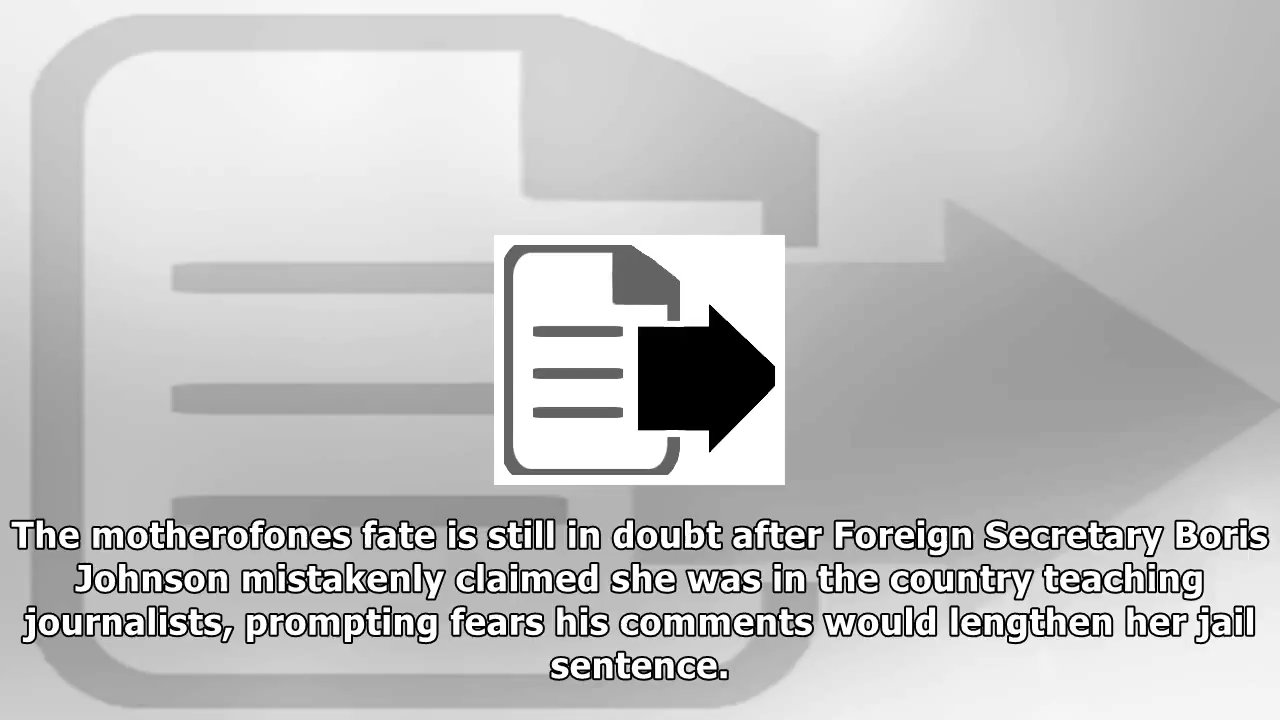 The motherofones fate is still in doubt after Foreign Secretary Boris
Johnson mistakenly claimed she was in the country teaching
journalists, prompting fears his comments would lengthen her jail
sentence.